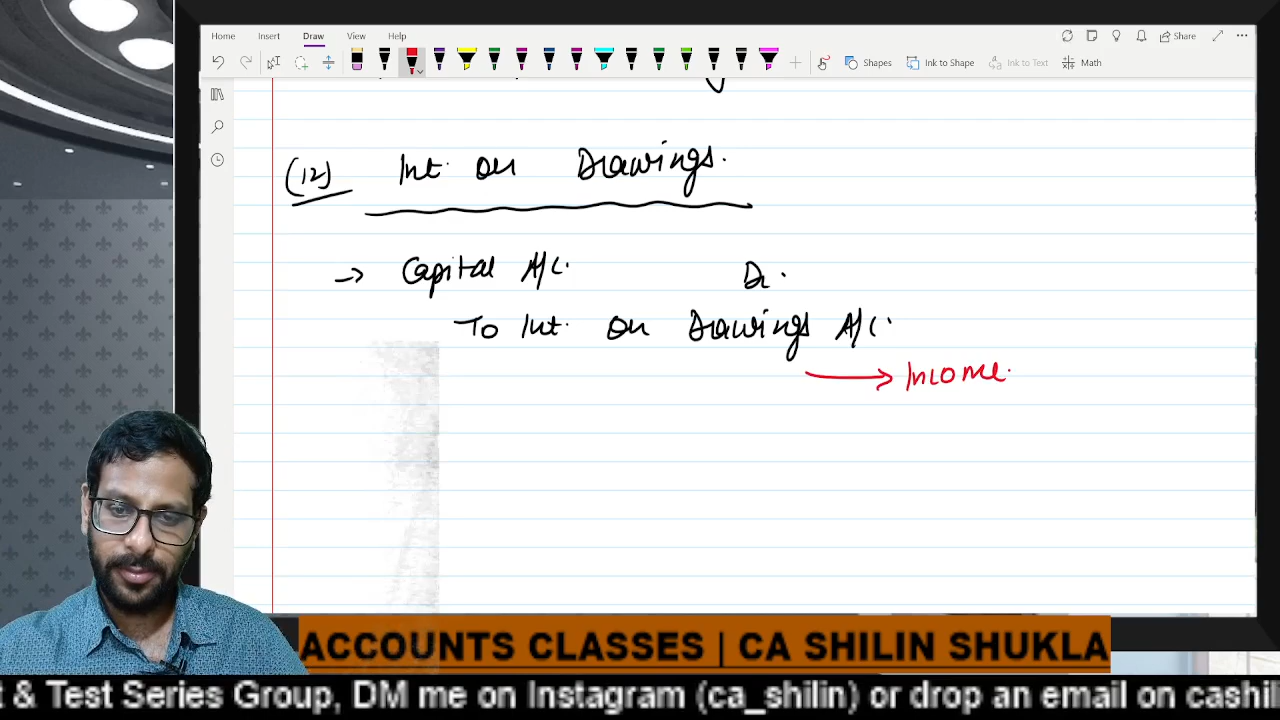 Home Insert Draw View Help Share
Shapes Ink to Shape Ink to Text Math
(12) Int. on Drawings.
→ Capital A/c. Dr.
To Int. on Drawings A/c.
→ Income.
ACCOUNTS CLASSES | CA SHILIN SHUKLA
t & Test Series Group, DM me on Instagram (ca_shilin) or drop an email on cashil